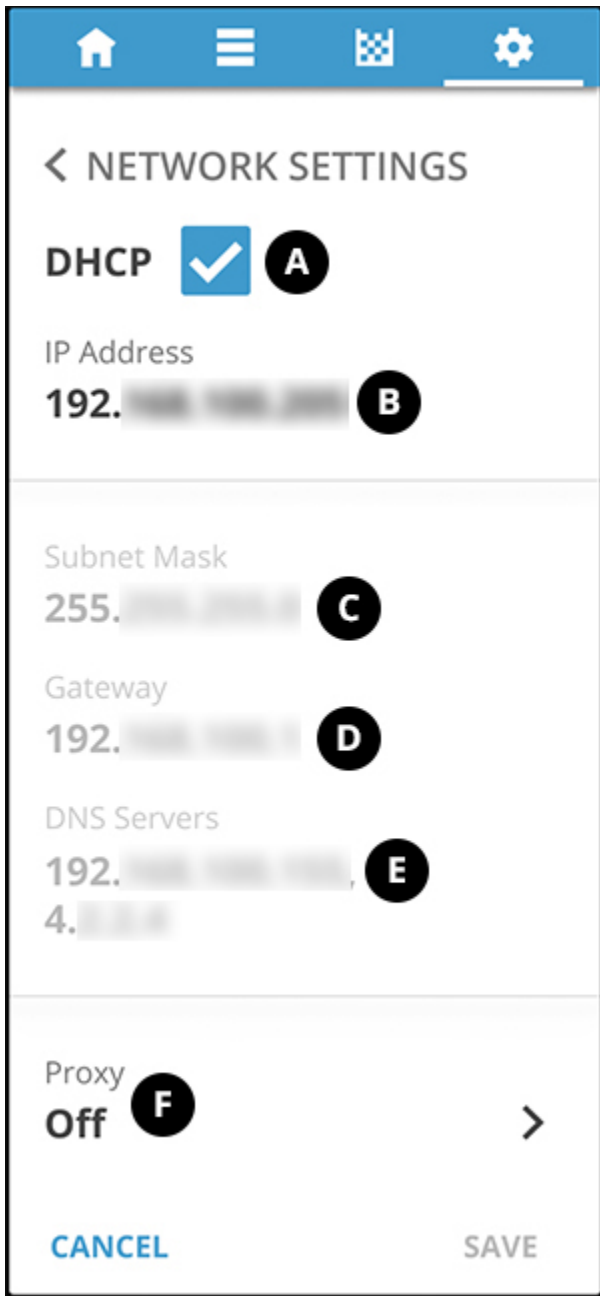 NETWORK SETTINGS
DHCP A
IP Address
192. B
Subnet Mask
255. C
Gateway
192. D
DNS Servers
192. , E
4.
Proxy
Off F
CANCEL SAVE